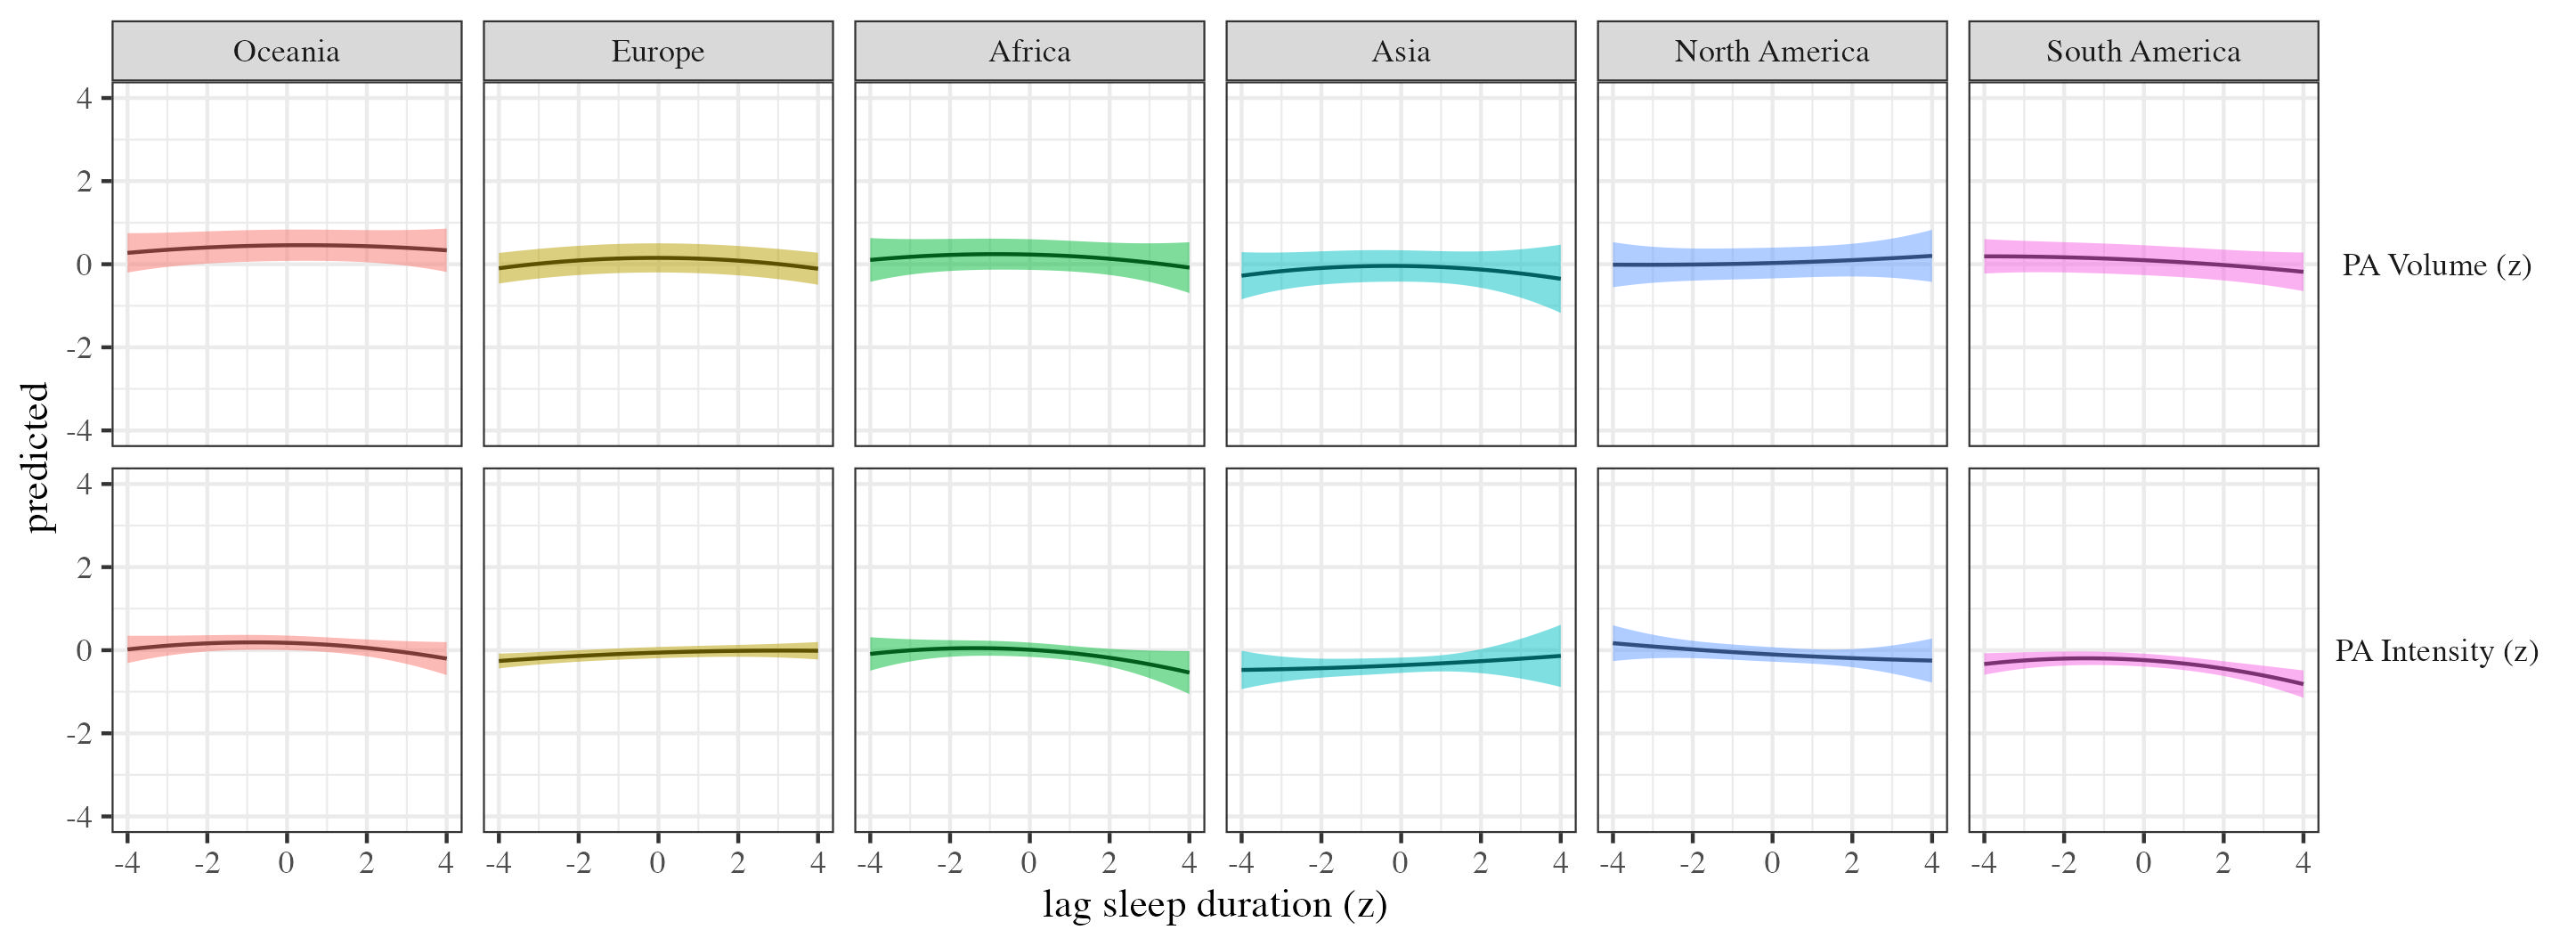 Oceania Europe Africa Asia North America South America
4
2
0
-2
-4
PA Volume (z)
predicted
4
2
0
-2
-4
PA Intensity (z)
-4 -2 0 2 4 -4 -2 0 2 4 -4 -2 0 2 4 -4 -2 0 2 4 -4 -2 0 2 4 -4 -2 0 2 4
lag sleep duration (z)